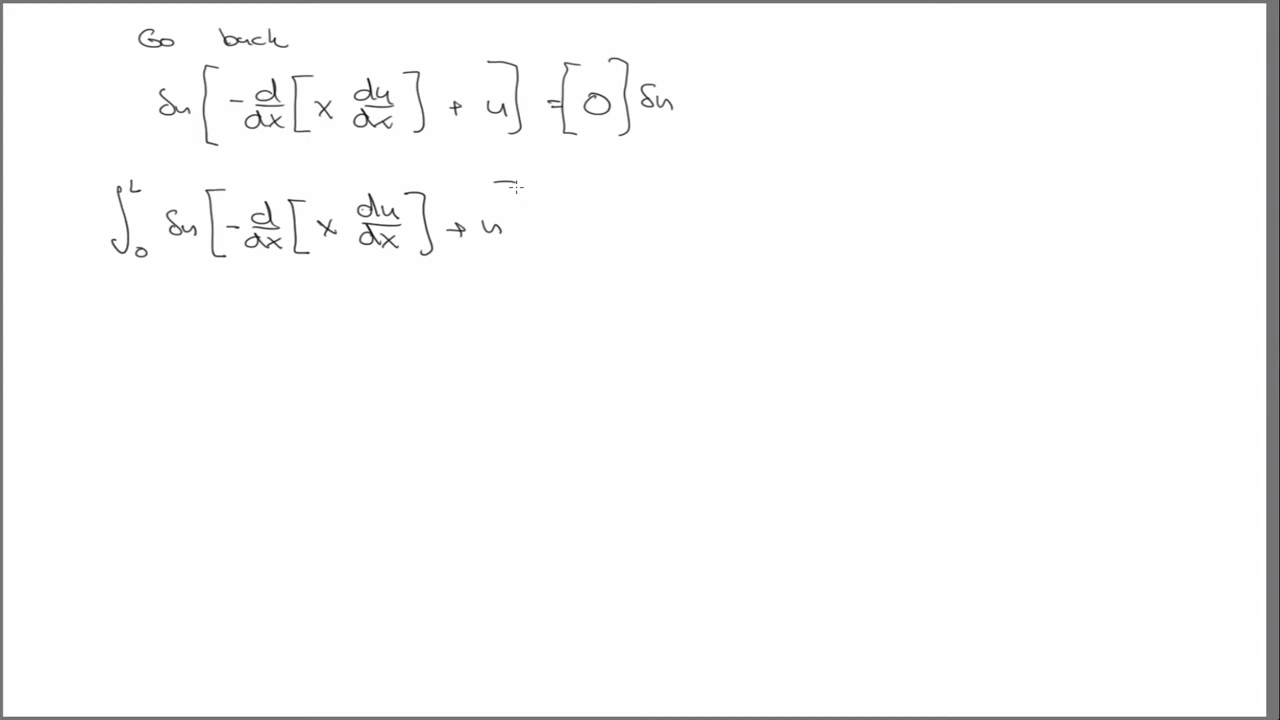 Go back
δu[-d/dx[x du/dx] + u] = [0]δu
∫₀ᴸ δu[-d/dx[x du/dx] + u